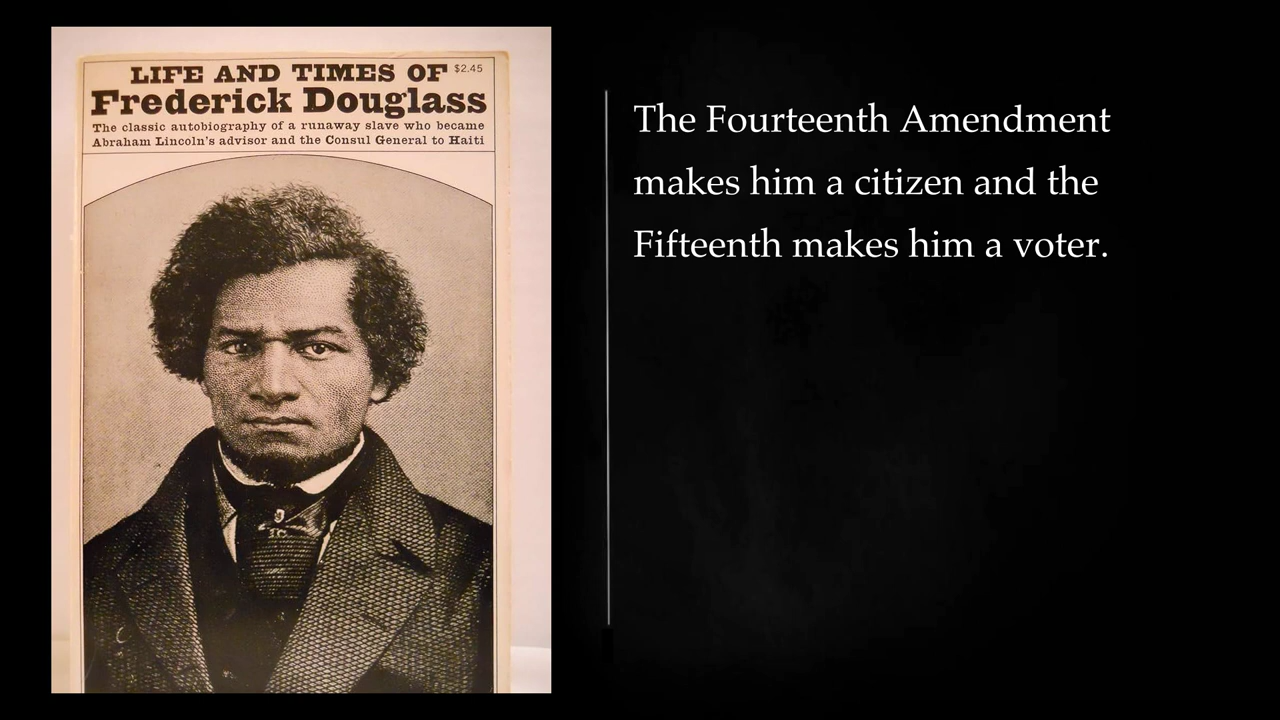 LIFE AND TIMES OF $2.45
Frederick Douglass
The classic autobiography of a runaway slave who became
Abraham Lincoln's advisor and the Consul General to Haiti
The Fourteenth Amendment
makes him a citizen and the
Fifteenth makes him a voter.